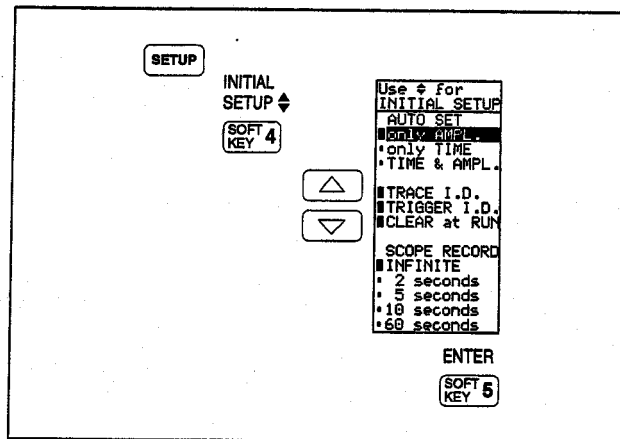 SETUP
INITIAL
SETUP ♦
SOFT
KEY 4
Use ♦ for
INITIAL SETUP
AUTO SET
only AMPL.
only TIME
TIME & AMPL.
TRACE I.D.
TRIGGER I.D.
CLEAR at RUN
SCOPE RECORD
INFINITE
2 seconds
5 seconds
10 seconds
60 seconds
ENTER
SOFT
KEY 5